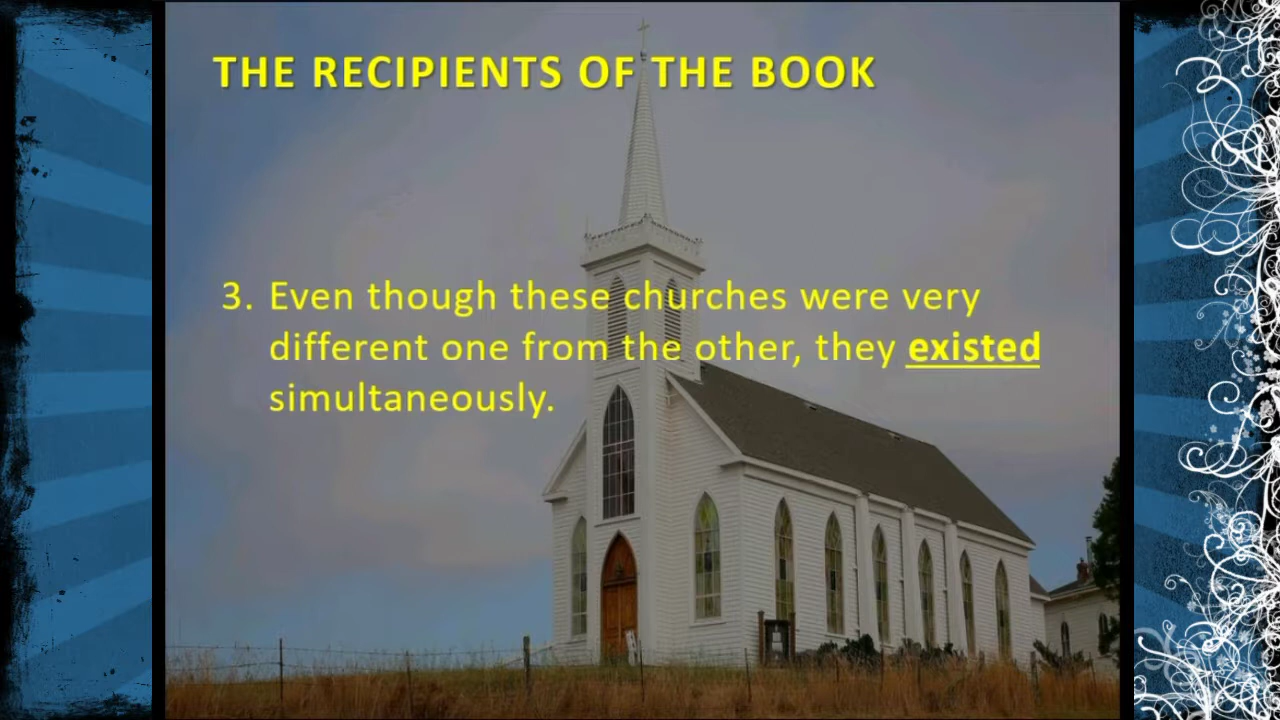 THE RECIPIENTS OF THE BOOK
3. Even though these churches were very
different one from the other, they existed
simultaneously.